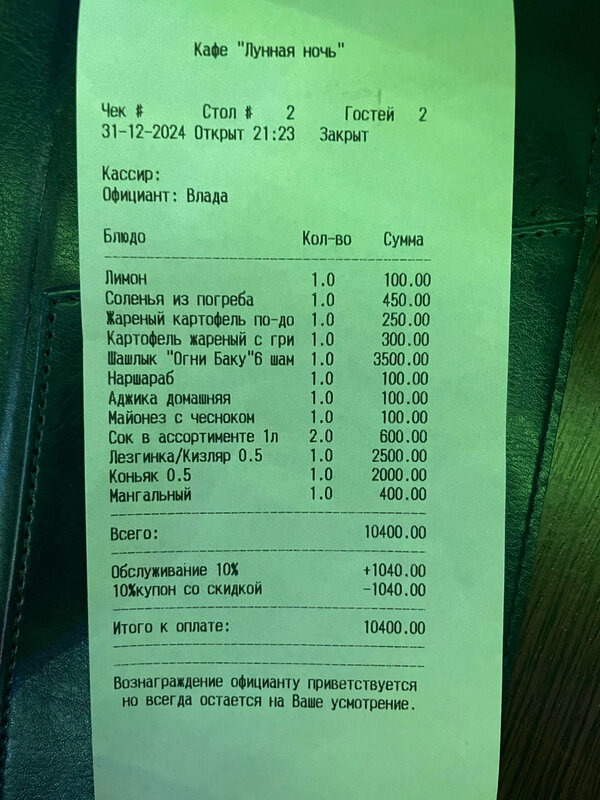 Кафе "Лунная ночь"
Чек # Стол # 2 Гостей 2
31-12-2024 Открыт 21:23 Закрыт
Кассир:
Официант: Влада
Блюдо Кол-во Сумма
Лимон 1.0 100.00
Соленья из погреба 1.0 450.00
Жареный картофель по-до 1.0 250.00
Картофель жареный с гри 1.0 300.00
Шашлык "Огни Баку"6 шам 1.0 3500.00
Наршараб 1.0 100.00
Аджика домашняя 1.0 100.00
Майонез с чесноком 1.0 100.00
Сок в ассортименте 1л 2.0 600.00
Лезгинка/Кизляр 0.5 1.0 2500.00
Коньяк 0.5 1.0 2000.00
Мангальный 1.0 400.00
Всего: 10400.00
Обслуживание 10% +1040.00
10%купон со скидкой -1040.00
Итого к оплате: 10400.00
Вознаграждение официанту приветствуется
но всегда остается на Ваше усмотрение.